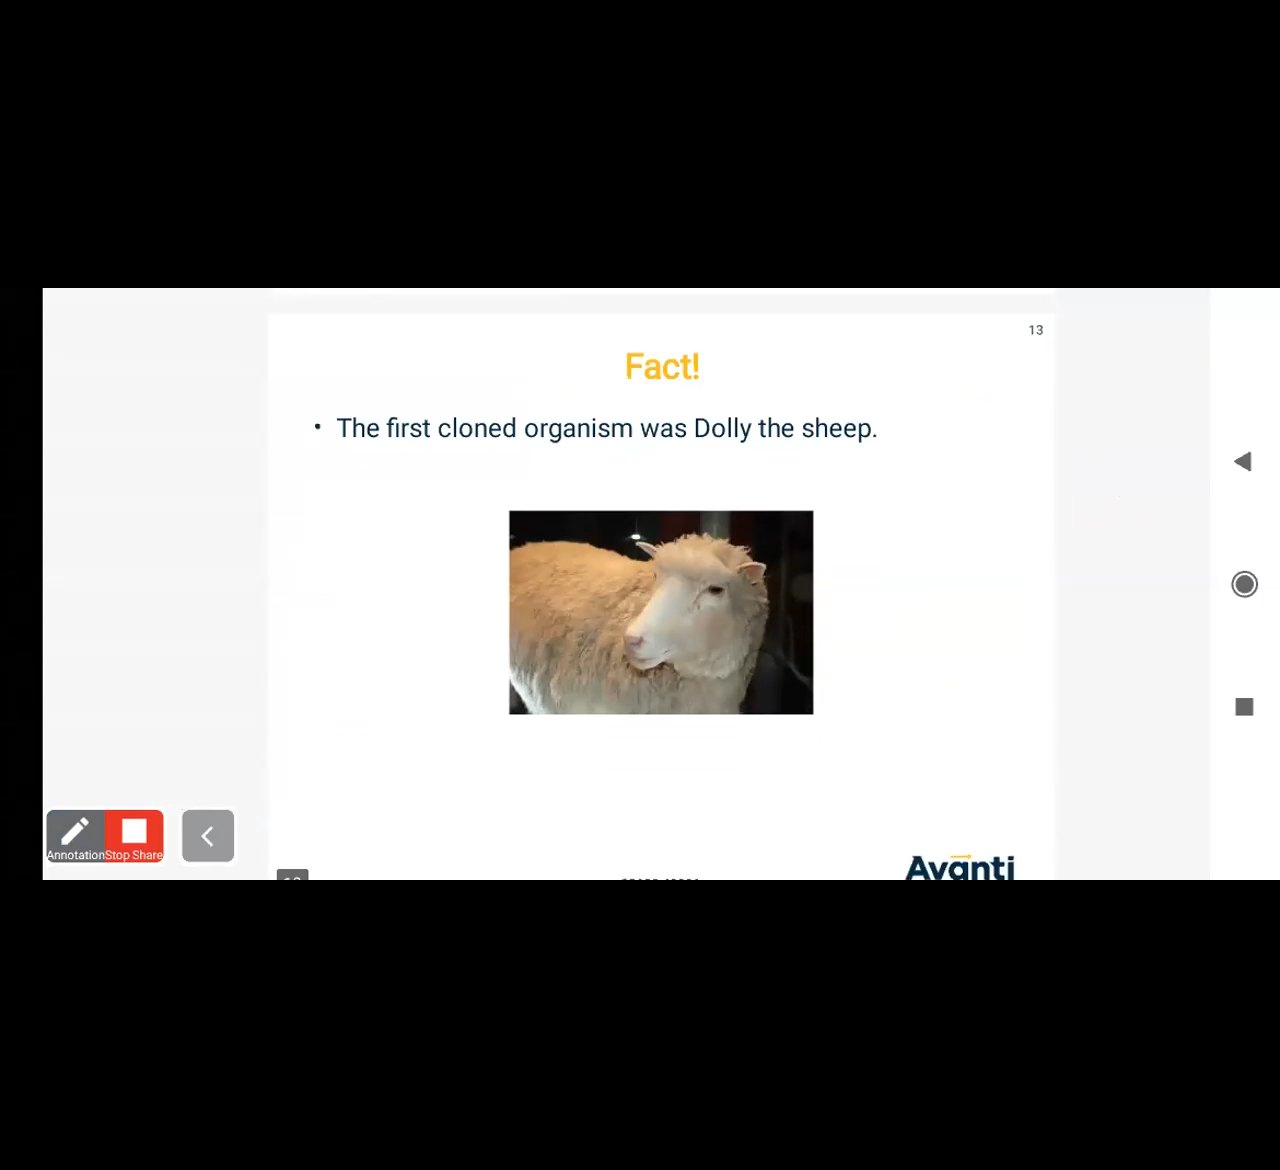 13
Fact!
• The first cloned organism was Dolly the sheep.
Annotation Stop Share
Avanti